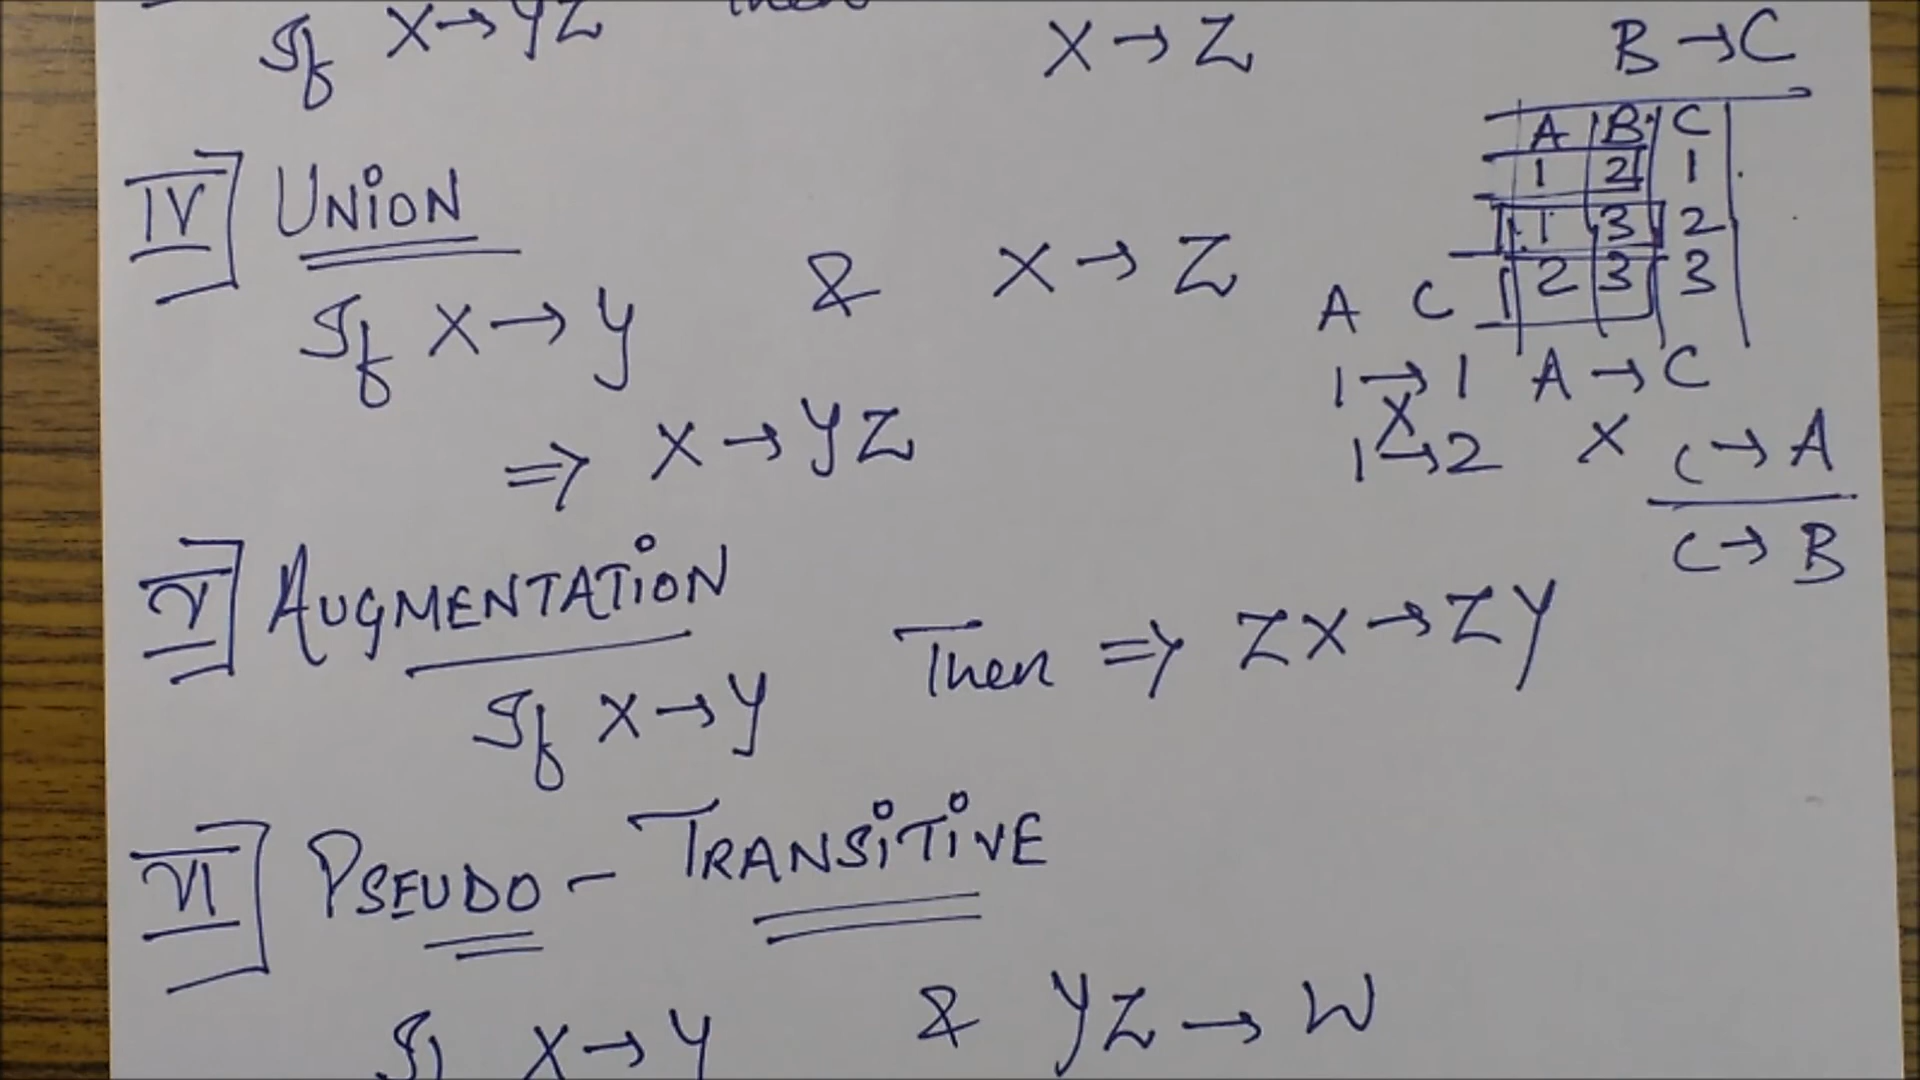 If X → YZ Then
X → Z
IV UNION
If X → Y & X → Z
⇒ X → YZ
V AUGMENTATION
If X → Y Then ⇒ ZX → ZY
VI PSEUDO - TRANSITIVE
If X → Y & YZ → W
B → C
A B C
1 2 1
1 3 2
2 3 3
A C
1 → 1
X
1 → 2
A → C
X
C → A
C → B